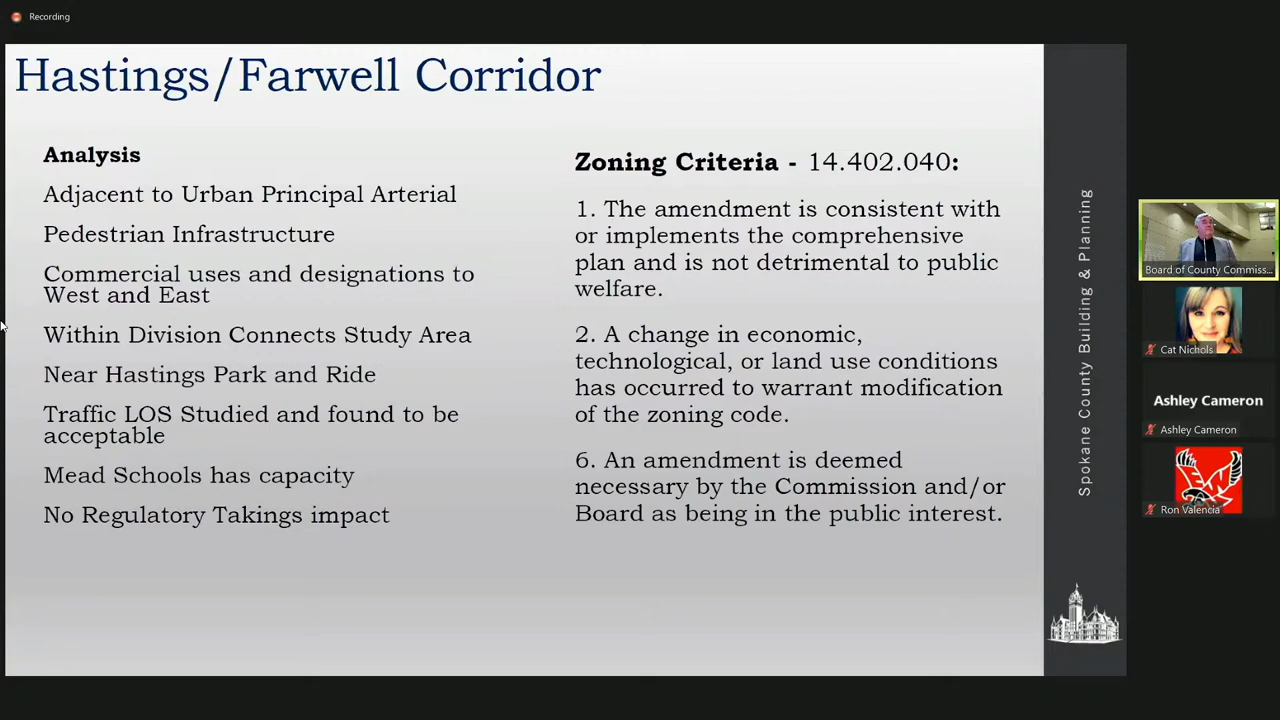 Recording
Hastings/Farwell Corridor
Analysis
Adjacent to Urban Principal Arterial
Pedestrian Infrastructure
Commercial uses and designations to
West and East
Within Division Connects Study Area
Near Hastings Park and Ride
Traffic LOS Studied and found to be
acceptable
Mead Schools has capacity
No Regulatory Takings impact
Zoning Criteria - 14.402.040:
1. The amendment is consistent with
or implements the comprehensive
plan and is not detrimental to public
welfare.
2. A change in economic,
technological, or land use conditions
has occurred to warrant modification
of the zoning code.
6. An amendment is deemed
necessary by the Commission and/or
Board as being in the public interest.
Spokane County Building & Planning
Board of County Commiss...
Cat Nichols
Ashley Cameron
Ashley Cameron
Ron Valencia